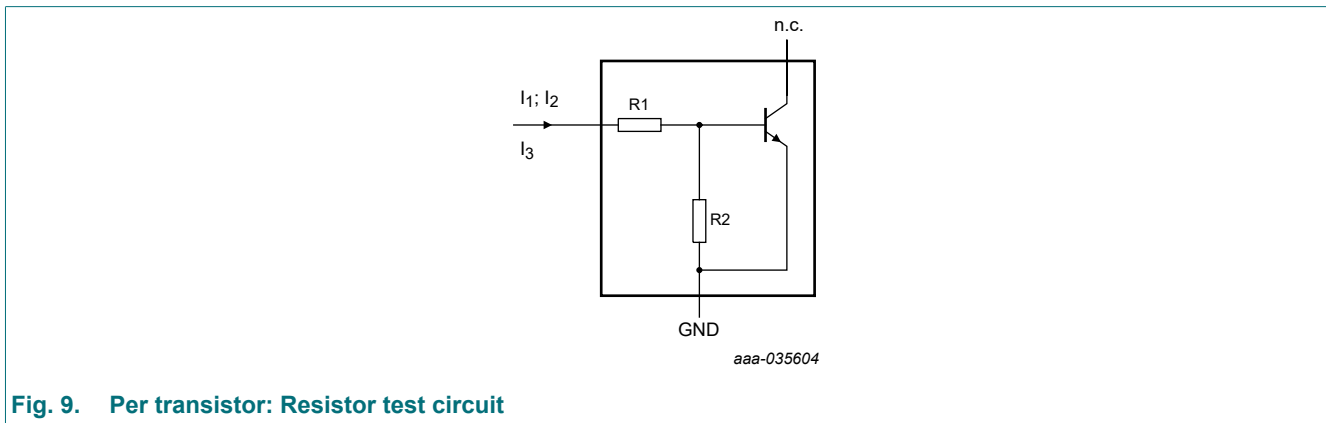 n.c.
I1; I2
R1
I3
R2
GND
aaa-035604
Fig. 9. Per transistor: Resistor test circuit